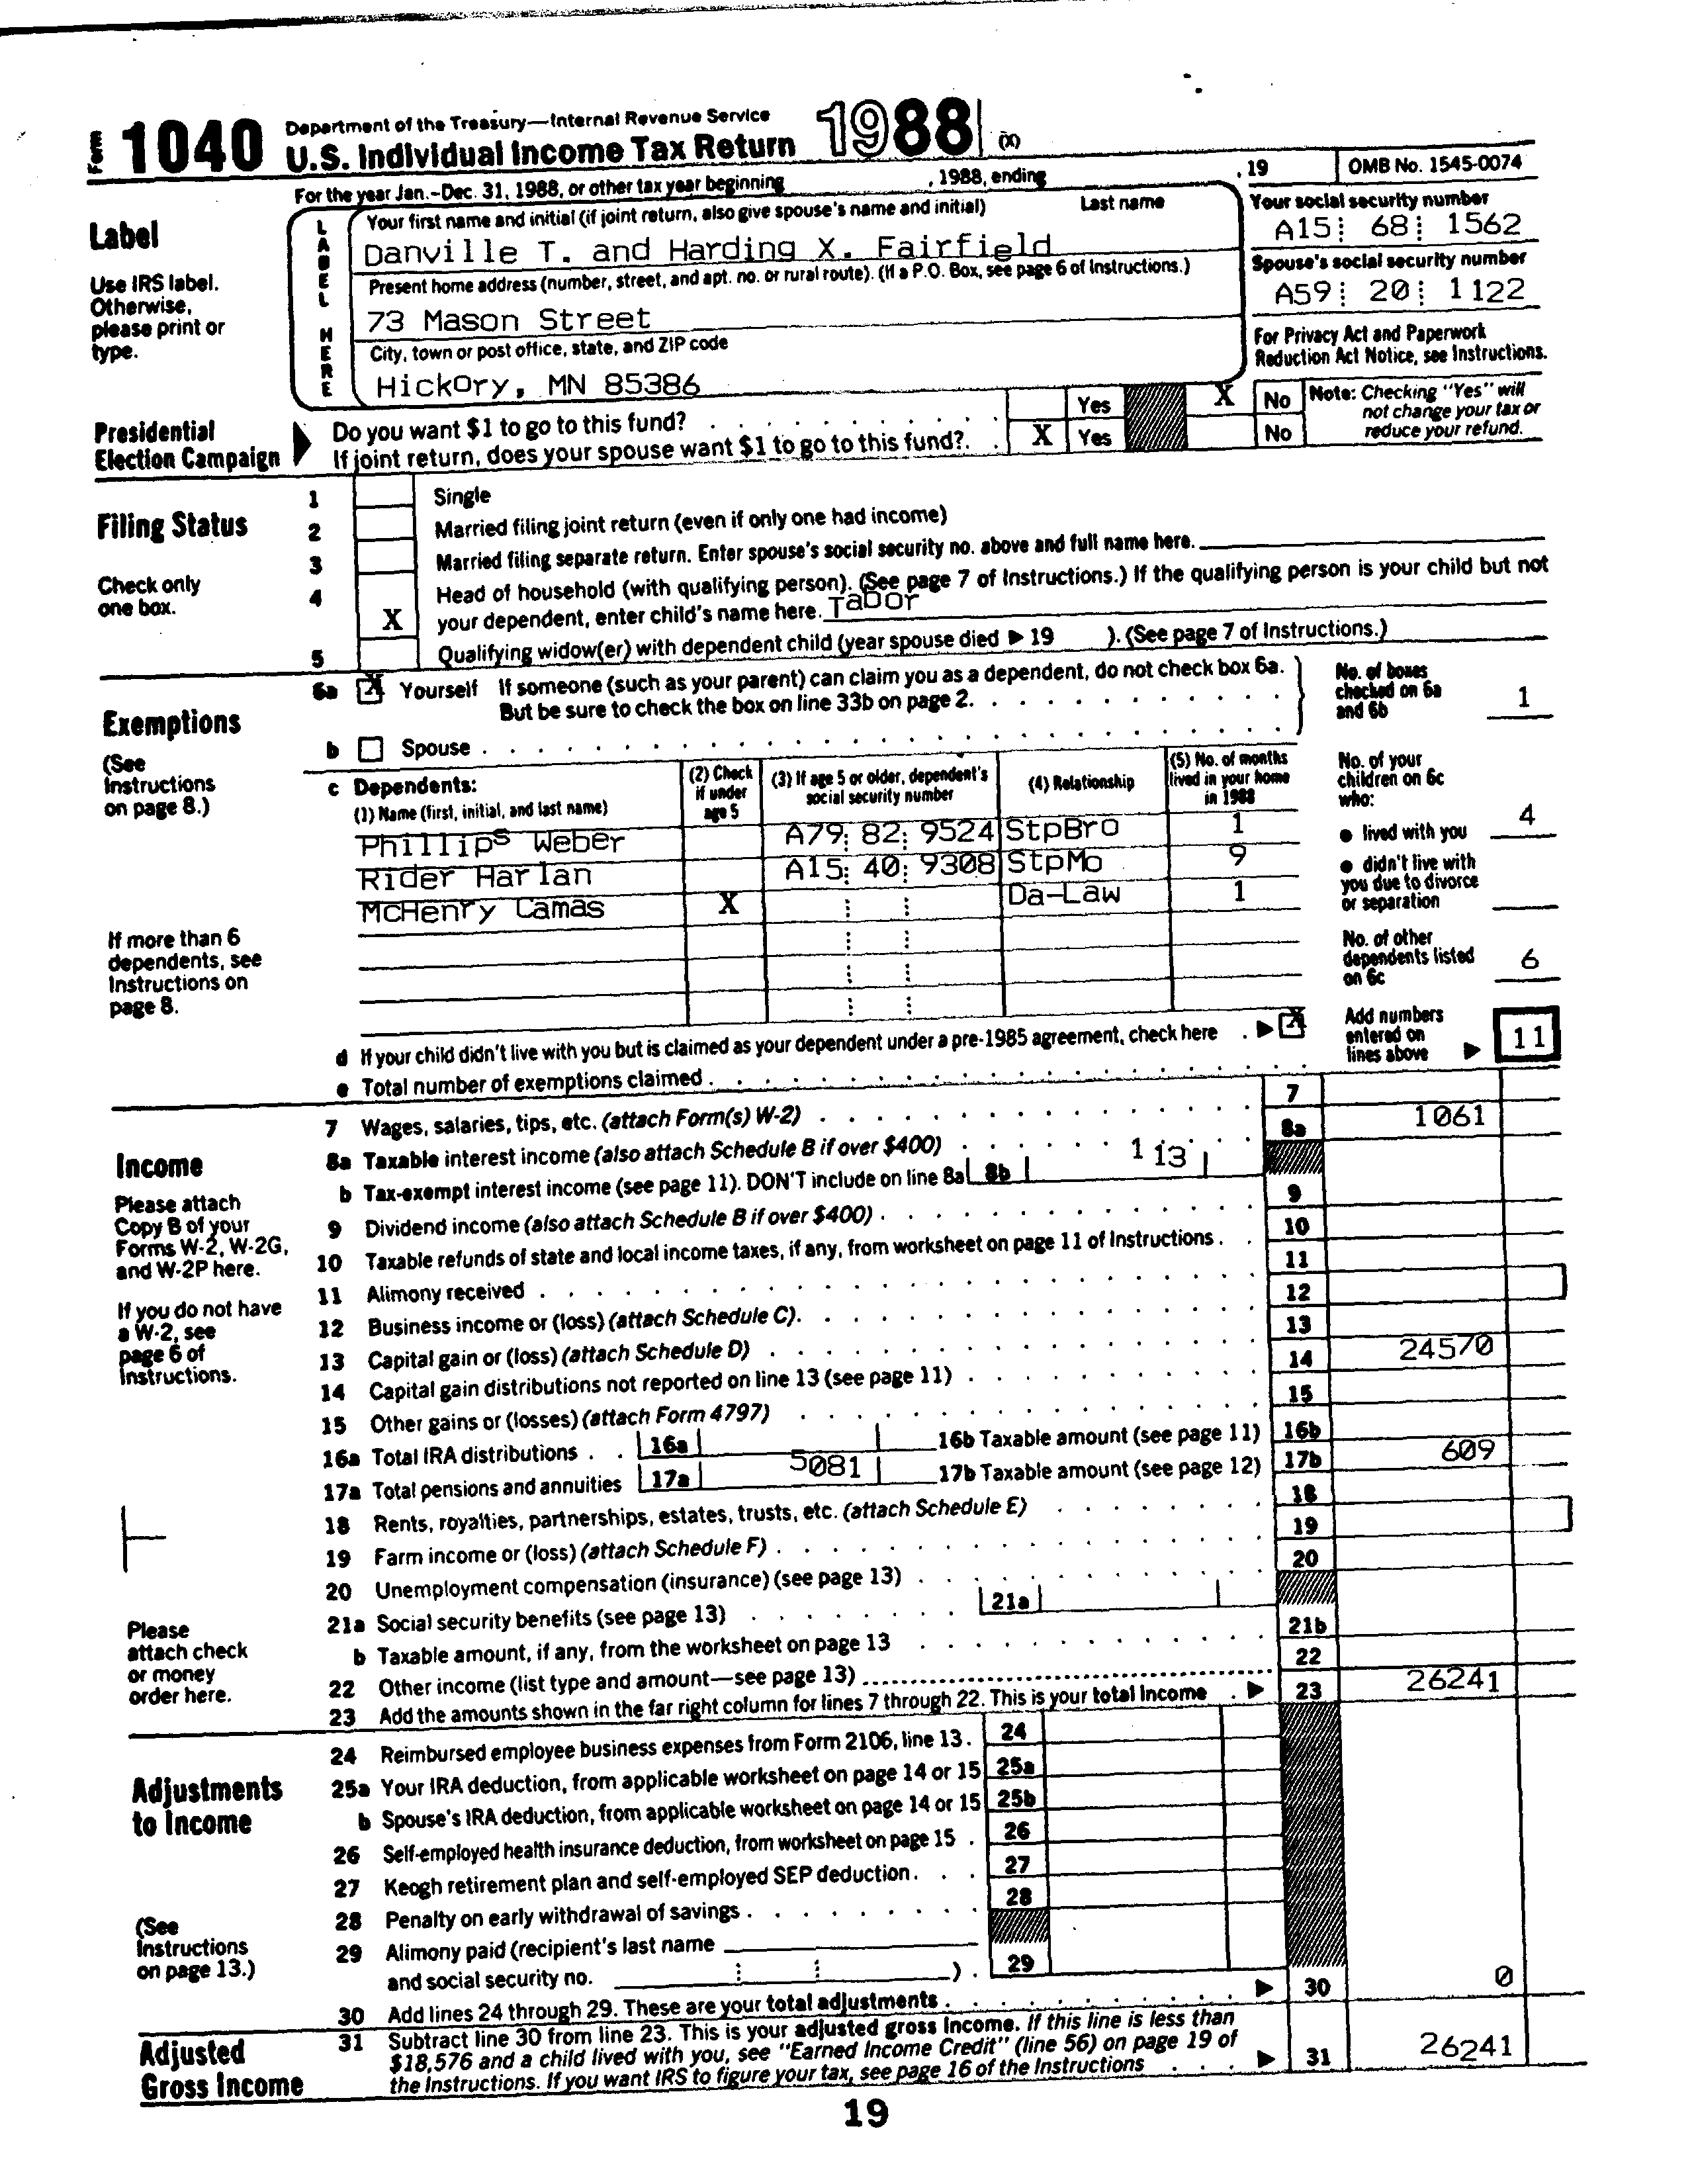 Form 1040 Department of the Treasury—Internal Revenue Service
U.S. Individual Income Tax Return 1988 (X)
For the year Jan.-Dec. 31, 1988, or other tax year beginning , 1988, ending , 19 OMB No. 1545-0074
Label
Use IRS label.
Otherwise,
please print or
type.
LABEL HERE
Your first name and initial (if joint return, also give spouse's name and initial) Last name
Danville T. and Harding X. Fairfield
Present home address (number, street, and apt. no. or rural route). (If a P.O. Box, see page 6 of Instructions.)
73 Mason Street
City, town or post office, state, and ZIP code
Hickory, MN 85386
Your social security number
A15 68 1562
Spouse's social security number
A59 20 1122
For Privacy Act and Paperwork
Reduction Act Notice, see Instructions.
Presidential
Election Campaign
Do you want $1 to go to this fund? Yes X No
If joint return, does your spouse want $1 to go to this fund? X Yes No
Note: Checking "Yes" will
not change your tax or
reduce your refund.
Filing Status
Check only
one box.
1 Single
2 Married filing joint return (even if only one had income)
3 Married filing separate return. Enter spouse's social security no. above and full name here.
4 Head of household (with qualifying person). (See page 7 of Instructions.) If the qualifying person is your child but not
X your dependent, enter child's name here. Tabor
5 Qualifying widow(er) with dependent child (year spouse died ▶ 19 ). (See page 7 of Instructions.)
Exemptions
(See
Instructions
on page 8.)
If more than 6
dependents, see
Instructions on
page 8.
6a X Yourself If someone (such as your parent) can claim you as a dependent, do not check box 6a.
But be sure to check the box on line 33b on page 2.
b Spouse
No. of boxes
checked on 6a
and 6b 1
c Dependents:
(1) Name (first, initial, and last name)
(2) Check
if under
age 5
(3) If age 5 or older, dependent's
social security number
(4) Relationship
(5) No. of months
lived in your home
in 1988
Phillips Weber A79 82 9524 StpBro 1
Rider Harlan A15 40 9308 StpMo 9
McHenry Camas X Da-Law 1
No. of your
children on 6c
who:
● lived with you 4
● didn't live with
you due to divorce
or separation
No. of other
dependents listed
on 6c 6
d If your child didn't live with you but is claimed as your dependent under a pre-1985 agreement, check here ▶ X
e Total number of exemptions claimed
Add numbers
entered on
lines above ▶ 11
Income
Please attach
Copy B of your
Forms W-2, W-2G,
and W-2P here.
If you do not have
a W-2, see
page 6 of
Instructions.
Please
attach check
or money
order here.
7 Wages, salaries, tips, etc. (attach Form(s) W-2) 7
8a Taxable interest income (also attach Schedule B if over $400) 8a 1061
b Tax-exempt interest income (see page 11). DON'T include on line 8a 8b 113
9 Dividend income (also attach Schedule B if over $400) 9
10 Taxable refunds of state and local income taxes, if any, from worksheet on page 11 of Instructions 10
11 Alimony received 11
12 Business income or (loss) (attach Schedule C) 12
13 Capital gain or (loss) (attach Schedule D) 13
14 Capital gain distributions not reported on line 13 (see page 11) 14 24570
15 Other gains or (losses) (attach Form 4797) 15
16a Total IRA distributions 16a 16b Taxable amount (see page 11) 16b
17a Total pensions and annuities 17a 5081 17b Taxable amount (see page 12) 17b 609
18 Rents, royalties, partnerships, estates, trusts, etc. (attach Schedule E) 18
19 Farm income or (loss) (attach Schedule F) 19
20 Unemployment compensation (insurance) (see page 13) 20
21a Social security benefits (see page 13) 21a
b Taxable amount, if any, from the worksheet on page 13 21b
22 Other income (list type and amount—see page 13) 22
23 Add the amounts shown in the far right column for lines 7 through 22. This is your total income ▶ 23 26241
Adjustments
to Income
(See
Instructions
on page 13.)
24 Reimbursed employee business expenses from Form 2106, line 13. 24
25a Your IRA deduction, from applicable worksheet on page 14 or 15 25a
b Spouse's IRA deduction, from applicable worksheet on page 14 or 15 25b
26 Self-employed health insurance deduction, from worksheet on page 15 26
27 Keogh retirement plan and self-employed SEP deduction 27
28 Penalty on early withdrawal of savings 28
29 Alimony paid (recipient's last name
and social security no. ). 29
30 Add lines 24 through 29. These are your total adjustments ▶ 30 0
Adjusted
Gross Income
31 Subtract line 30 from line 23. This is your adjusted gross income. If this line is less than
$18,576 and a child lived with you, see "Earned Income Credit" (line 56) on page 19 of
the Instructions. If you want IRS to figure your tax, see page 16 of the Instructions ▶ 31 26241
19